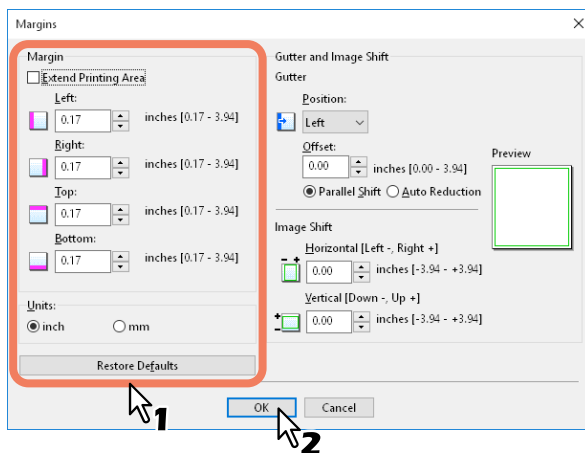 Margins
Margin
Extend Printing Area
Left:
0.17 inches [0.17 - 3.94]
Right:
0.17 inches [0.17 - 3.94]
Top:
0.17 inches [0.17 - 3.94]
Bottom:
0.17 inches [0.17 - 3.94]
Units:
inch mm
Restore Defaults
1
Gutter and Image Shift
Gutter
Position:
Left
Offset:
0.00 inches [0.00 - 3.94]
Parallel Shift Auto Reduction
Preview
Image Shift
Horizontal [Left -, Right +]
0.00 inches [-3.94 - +3.94]
Vertical [Down -, Up +]
0.00 inches [-3.94 - +3.94]
OK Cancel
2